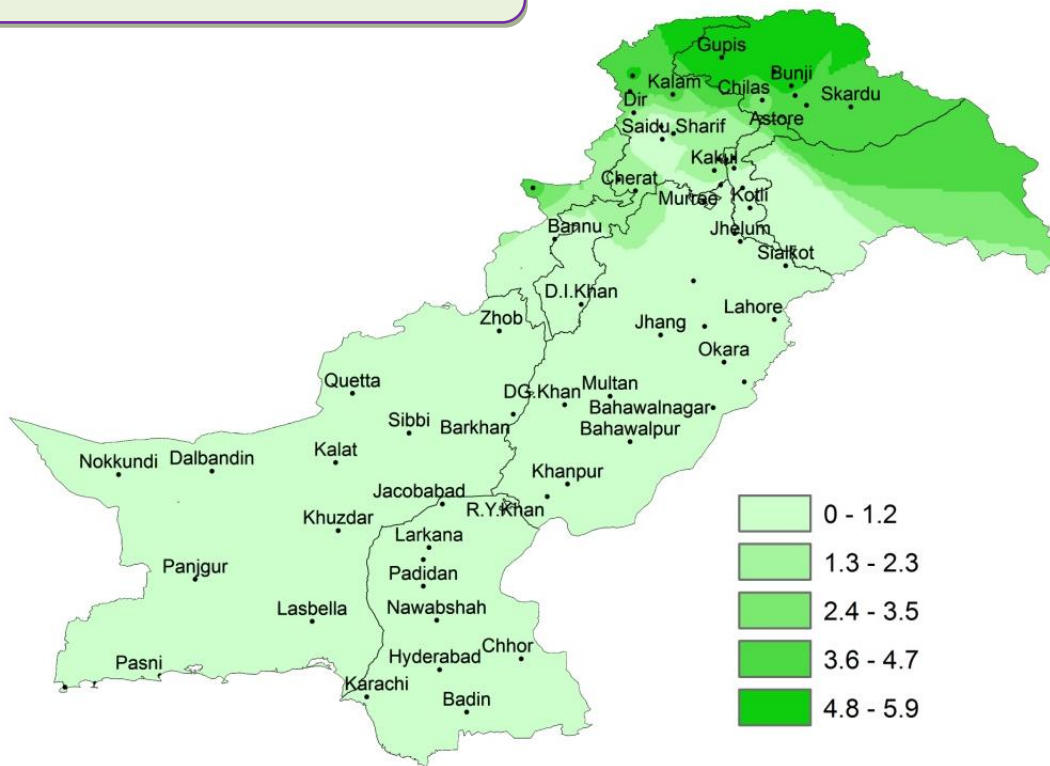 Gupis
Bunji
Kalam
Chilas
Skardu
Dir
Astore
Saidu Sharif
Kakul
Cherat
Kotli
Bannu
Jhelum
Sialkot
D.I.Khan
Lahore
Zhob
Jhang
Okara
Quetta
DG.Khan
Multan
Bahawalnagar
Sibbi
Barkhan
Bahawalpur
Kalat
Nokkundi
Dalbandin
Khanpur
Jacobabad
R.Y.Khan
Khuzdar
Larkana
Panjgur
Padidan
Lasbella
Nawabshah
Chhor
Pasni
Hyderabad
Karachi
Badin
0 - 1.2
1.3 - 2.3
2.4 - 3.5
3.6 - 4.7
4.8 - 5.9